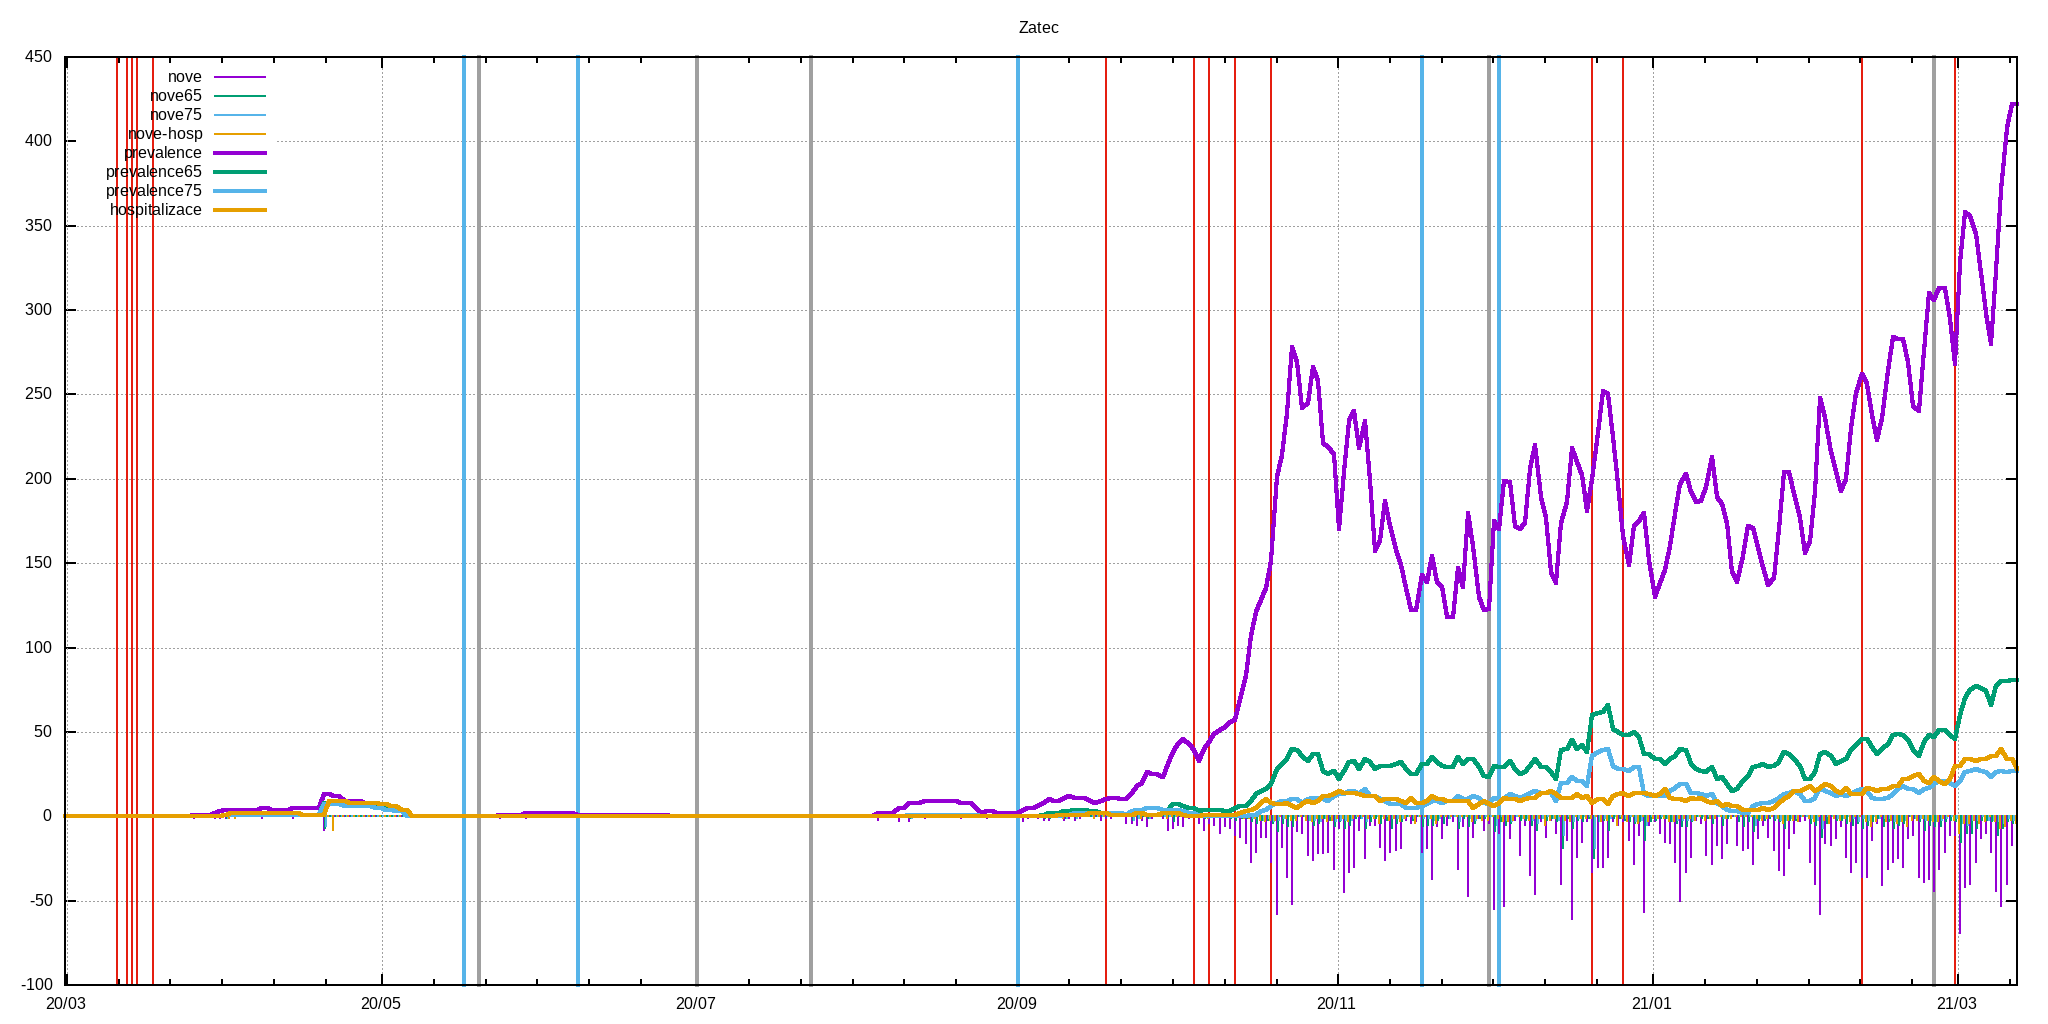 Zatec
450
400
350
300
250
200
150
100
50
0
-50
-100
nove
nove65
nove75
nove-hosp
prevalence
prevalence65
prevalence75
hospitalizace
20/03 20/05 20/07 20/09 20/11 21/01 21/03